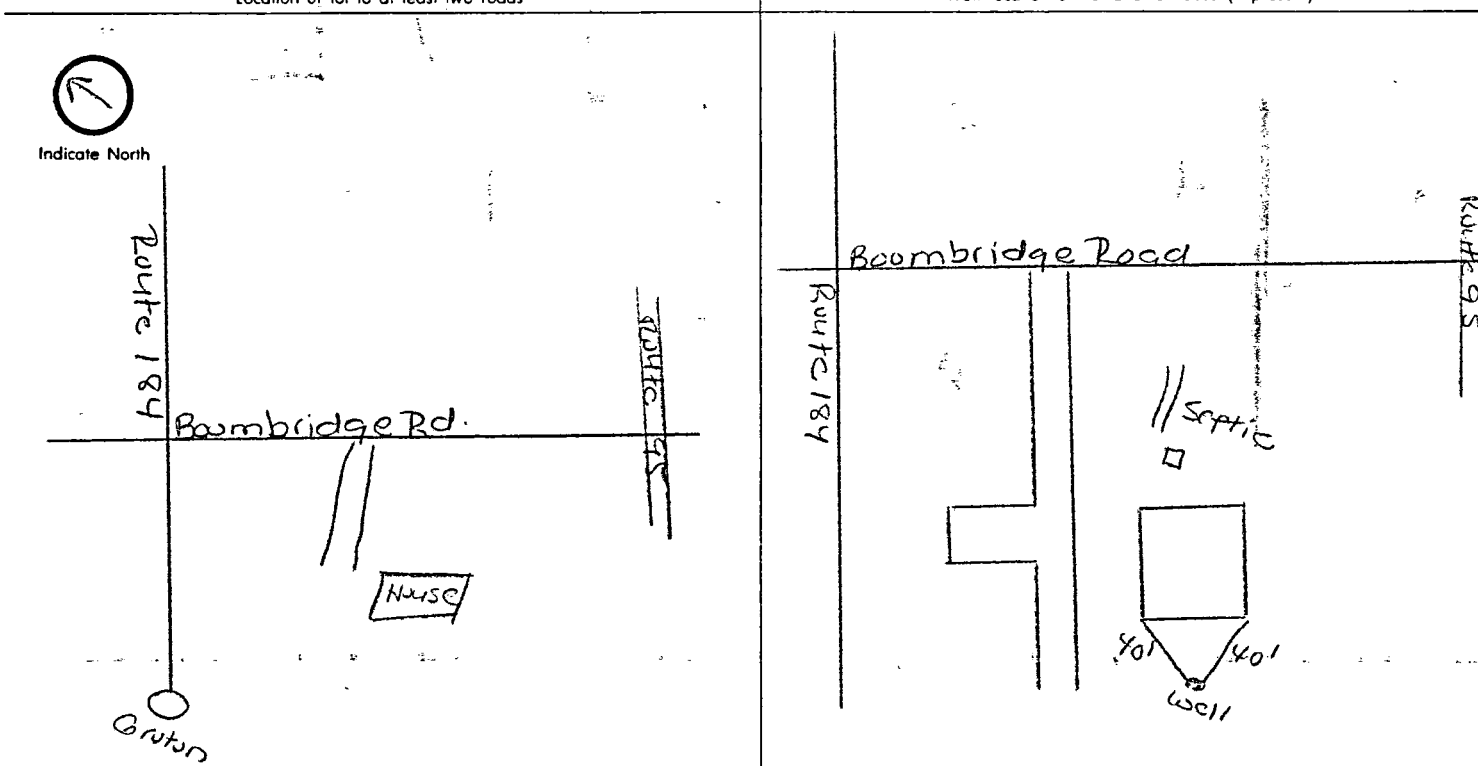 Location of lot to at least two roads
Indicate North
Route 184
Boombridge Rd.
Route 95
House
Groton
Boombridge Road
Route 184
Route 95
Septic
40'
40'
Well